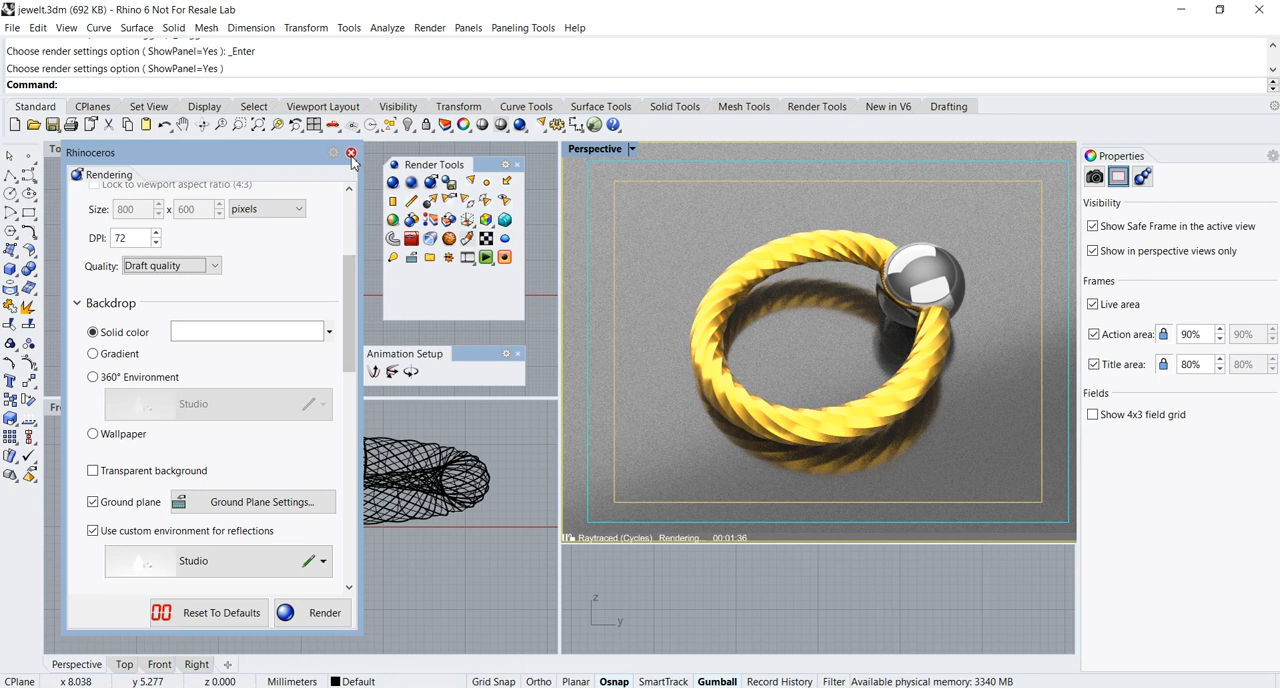 jewelt.3dm (692 KB) - Rhino 6 Not For Resale Lab
File Edit View Curve Surface Solid Mesh Dimension Transform Tools Analyze Render Panels Paneling Tools Help
Choose render settings option ( ShowPanel=Yes ): _Enter
Choose render settings option ( ShowPanel=Yes )
Command:
Standard CPlanes Set View Display Select Viewport Layout Visibility Transform Curve Tools Surface Tools Solid Tools Mesh Tools Render Tools New in V6 Drafting
Rhinoceros
Rendering
Lock to viewport aspect ratio (4:3)
Size: 800 x 600 pixels
DPI: 72
Quality: Draft quality
Backdrop
Solid color
Gradient
360° Environment
Studio
Wallpaper
Transparent background
Ground plane Ground Plane Settings...
Use custom environment for reflections
Studio
Reset To Defaults Render
Render Tools
Animation Setup
Perspective
Raytraced (Cycles) Rendering... 00:01:36
z
y
Properties
Visibility
Show Safe Frame in the active view
Show in perspective views only
Frames
Live area
Action area: 90% 90%
Title area: 80% 80%
Fields
Show 4x3 field grid
Perspective Top Front Right
CPlane x 8.038 y 5.277 z 0.000 Millimeters Default Grid Snap Ortho Planar Osnap SmartTrack Gumball Record History Filter Available physical memory: 3340 MB